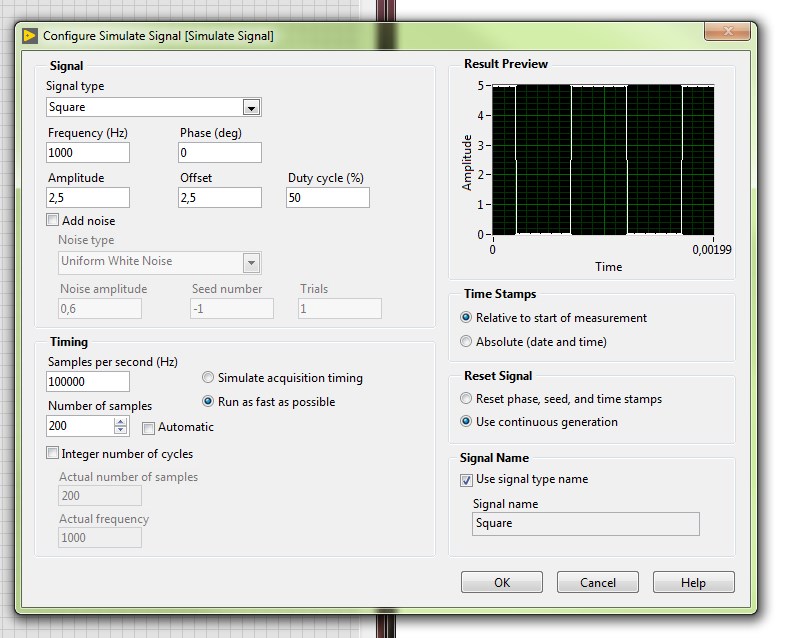 Configure Simulate Signal [Simulate Signal]
Signal
Signal type
Square
Frequency (Hz) Phase (deg)
1000 0
Amplitude Offset Duty cycle (%)
2,5 2,5 50
Add noise
Noise type
Uniform White Noise
Noise amplitude Seed number Trials
0,6 -1 1
Timing
Samples per second (Hz)
100000
Simulate acquisition timing
Run as fast as possible
Number of samples
200 Automatic
Integer number of cycles
Actual number of samples
200
Actual frequency
1000
Result Preview
Amplitude
5
4
3
2
1
0
0 0,00199
Time
Time Stamps
Relative to start of measurement
Absolute (date and time)
Reset Signal
Reset phase, seed, and time stamps
Use continuous generation
Signal Name
Use signal type name
Signal name
Square
OK Cancel Help